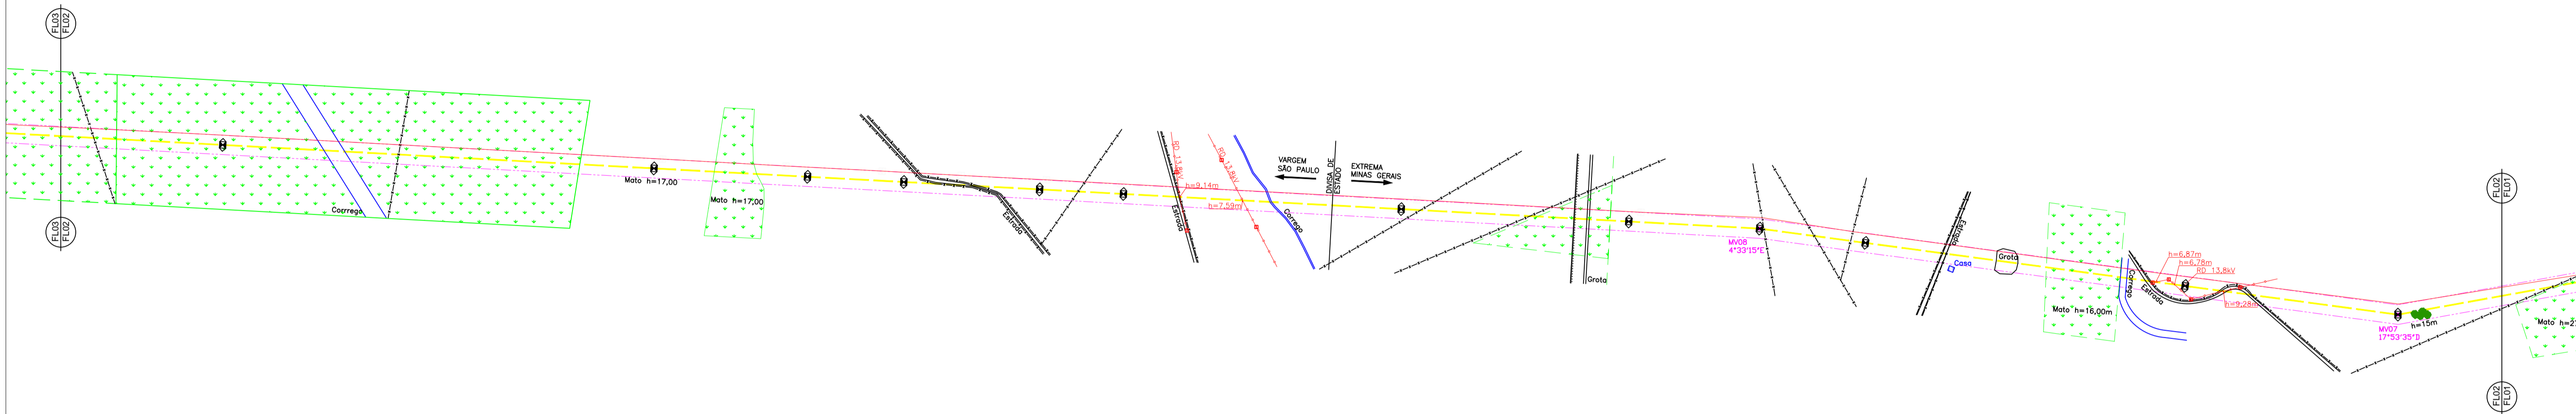 FL03
FL02
FL03
FL02
Corrego
Mato h=17,00
Mato h=17,00
Estrada
RD 13,8kV
h=9,14m
Estrada
RD 13,8kV
h=7,59m
Corrego
VARGEM
SÃO PAULO
DIVISA DE
ESTADO
EXTREMA
MINAS GERAIS
Grota
MV08
4°33'15"E
Estrada
Casa
Grota
Mato h=16,00m
Corrego
Estrada
h=6,87m
h=6,78m
RD 13,8kV
h=9,28m
MV07
17°53'35"D
h=15m
FL02
FL01
FL02
FL01